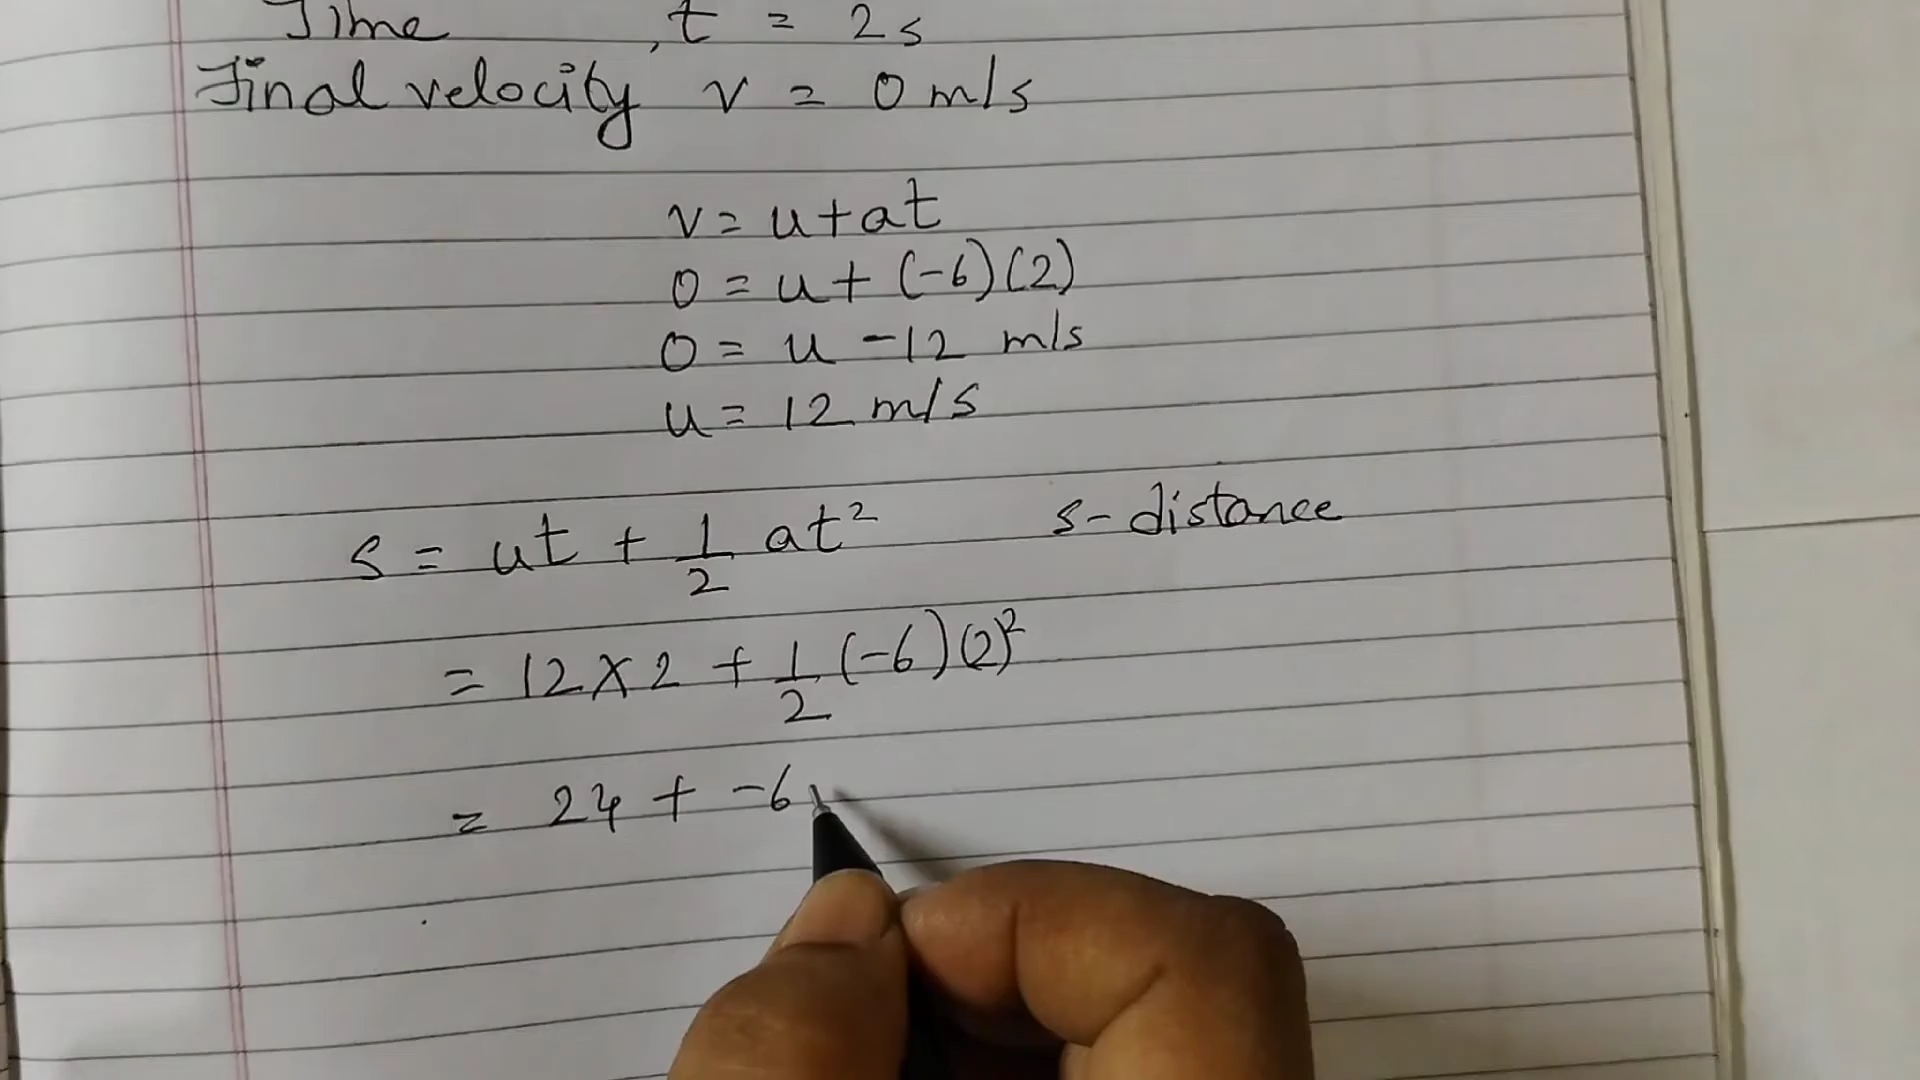 Time , t = 2s
Final velocity v = 0 m/s
v = u + at
0 = u + (-6)(2)
0 = u - 12 m/s
u = 12 m/s
s = ut + 1/2 at² s - distance
= 12 × 2 + 1/2 (-6)(2)²
= 24 + -6